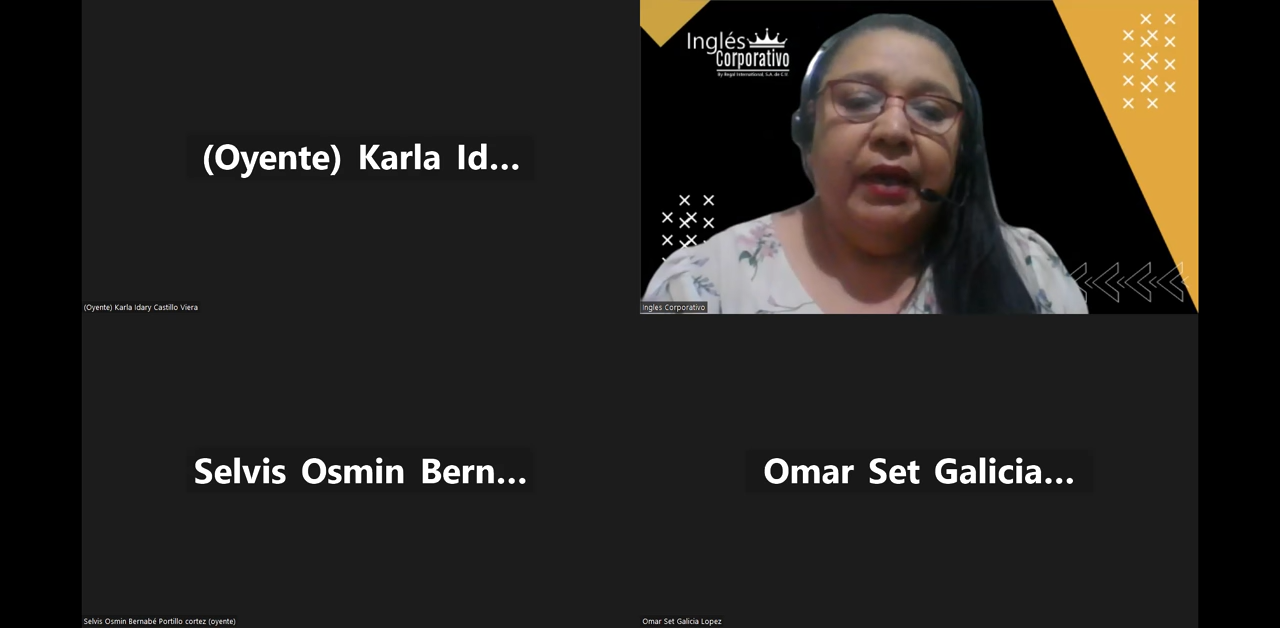 (Oyente) Karla Id...
(Oyente) Karla Idary Castillo Viera
Inglés
Corporativo
By Regal International, S.A. de C.V.
Ingles Corporativo
Selvis Osmin Bern...
Selvis Osmin Bernabé Portillo cortez (oyente)
Omar Set Galicia...
Omar Set Galicia Lopez